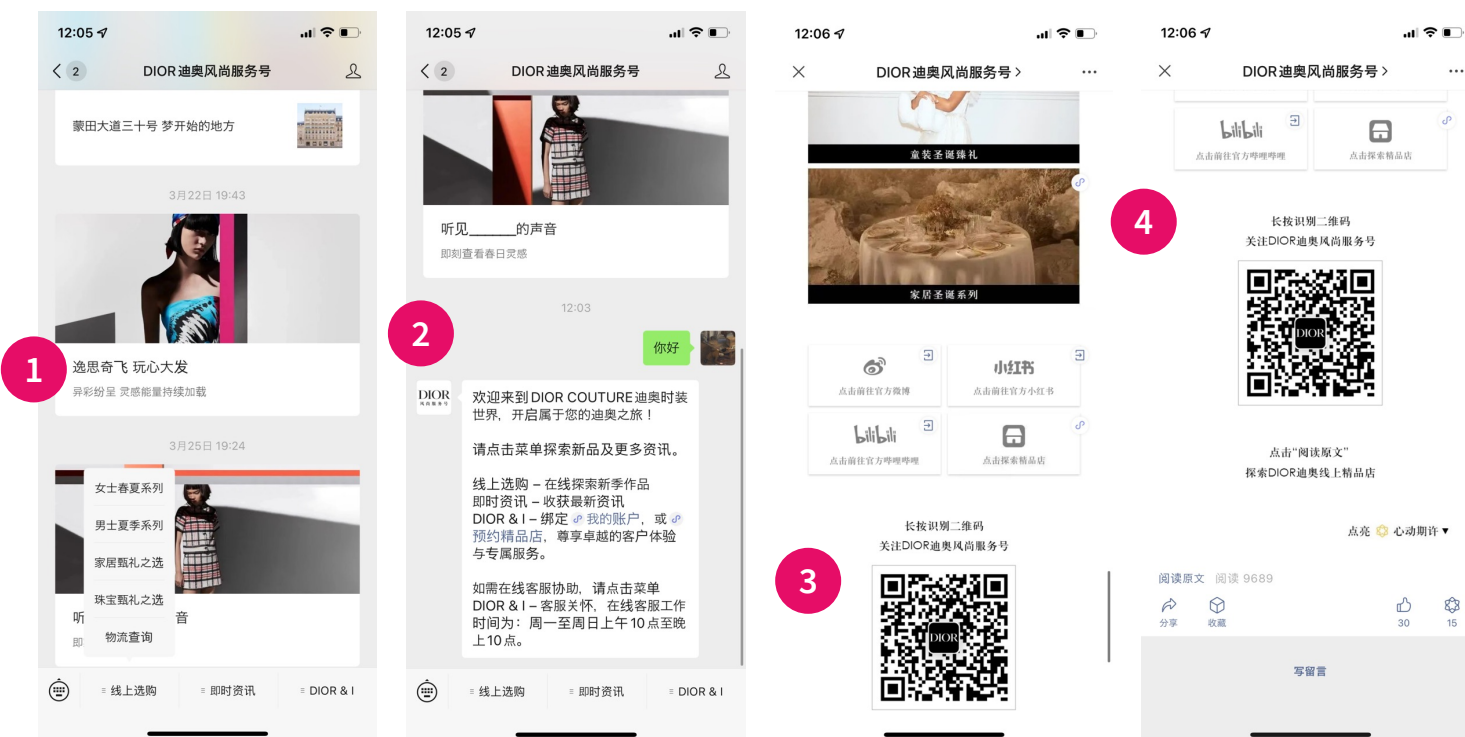 12:05
2
DIOR迪奥风尚服务号
蒙田大道三十号 梦开始的地方
3月22日 19:43
1
逸思奇飞 玩心大发
异彩纷呈 灵感能量持续加载
3月25日 19:24
女士春夏系列
男士夏季系列
家居甄礼之选
珠宝甄礼之选
物流查询
听
音
即
线上选购
即时资讯
DIOR & I
12:05
2
DIOR迪奥风尚服务号
听见______的声音
即刻查看春日灵感
12:03
2
你好
DIOR
风尚服务号
欢迎来到DIOR COUTURE迪奥时装
世界，开启属于您的迪奥之旅！
请点击菜单探索新品及更多资讯。
线上选购 – 在线探索新季作品
即时资讯 – 收获最新资讯
DIOR & I – 绑定 我的账户，或
预约精品店，尊享卓越的客户体验
与专属服务。
如需在线客服协助，请点击菜单
DIOR & I – 客服关怀，在线客服工作
时间为：周一至周日上午10点至晚
上10点。
线上选购
即时资讯
DIOR & I
12:06
DIOR迪奥风尚服务号
童装圣诞臻礼
家居圣诞系列
小红书
点击前往官方微博
点击前往官方小红书
bilibili
点击前往官方哔哩哔哩
点击探索精品店
长按识别二维码
关注DIOR迪奥风尚服务号
3
DIOR
12:06
DIOR迪奥风尚服务号
bilibili
点击前往官方哔哩哔哩
点击探索精品店
4
长按识别二维码
关注DIOR迪奥风尚服务号
DIOR
点击“阅读原文”
探索DIOR迪奥线上精品店
点亮 心动期许▼
阅读原文 阅读 9689
分享
收藏
30
15
写留言